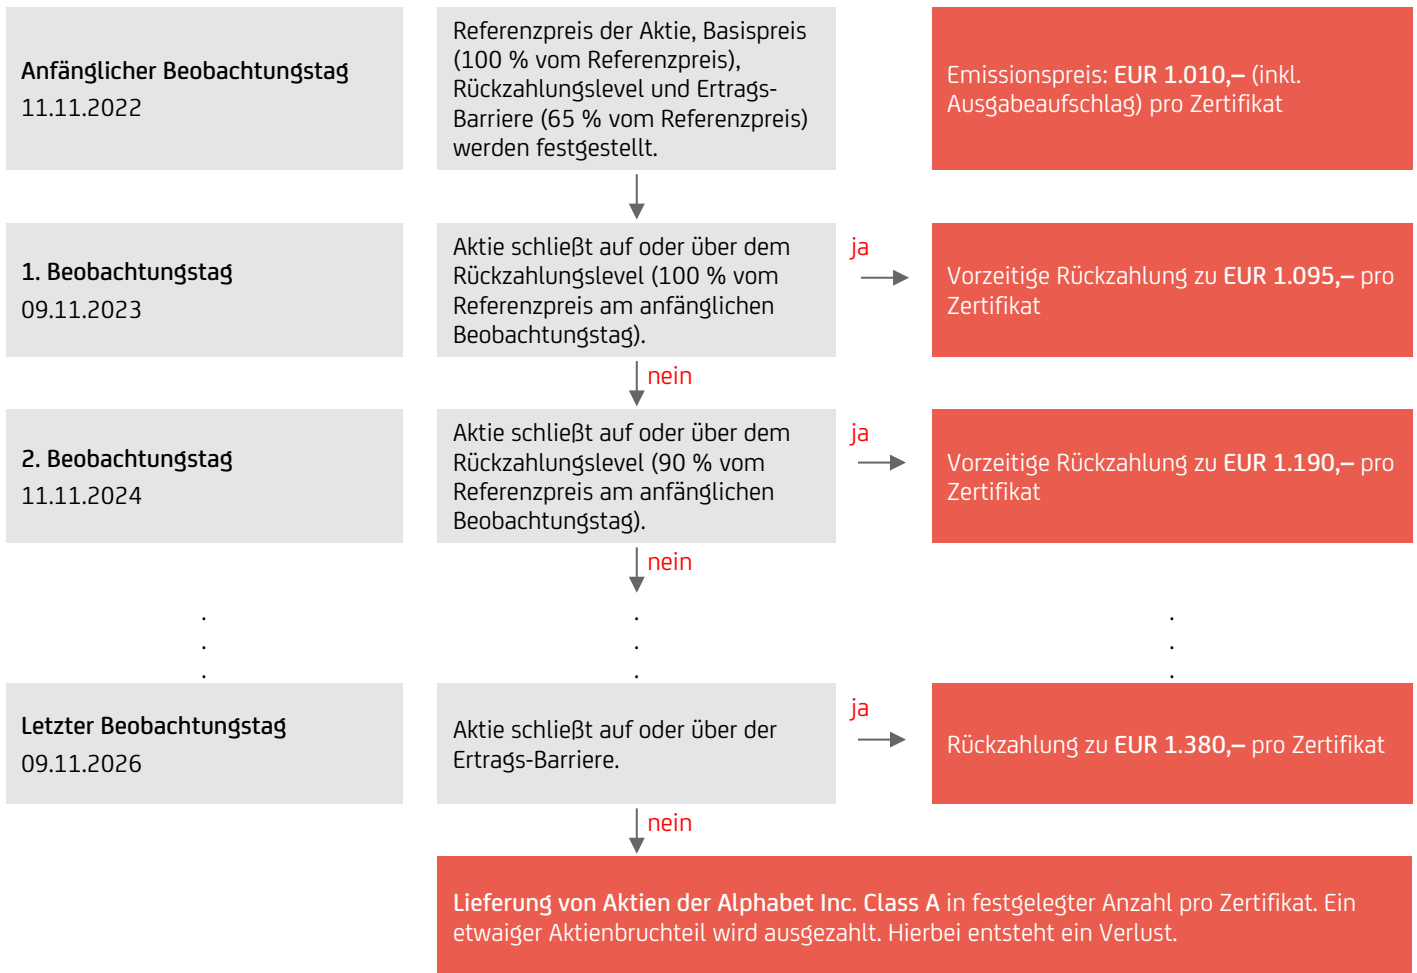 Anfänglicher Beobachtungstag
11.11.2022
Referenzpreis der Aktie, Basispreis
(100 % vom Referenzpreis),
Rückzahlungslevel und Ertrags-
Barriere (65 % vom Referenzpreis)
werden festgestellt.
Emissionspreis: EUR 1.010,– (inkl.
Ausgabeaufschlag) pro Zertifikat
1. Beobachtungstag
09.11.2023
Aktie schließt auf oder über dem
Rückzahlungslevel (100 % vom
Referenzpreis am anfänglichen
Beobachtungstag).
ja
Vorzeitige Rückzahlung zu EUR 1.095,– pro
Zertifikat
nein
2. Beobachtungstag
11.11.2024
Aktie schließt auf oder über dem
Rückzahlungslevel (90 % vom
Referenzpreis am anfänglichen
Beobachtungstag).
ja
Vorzeitige Rückzahlung zu EUR 1.190,– pro
Zertifikat
nein
. . .
. . .
. . .
Letzter Beobachtungstag
09.11.2026
Aktie schließt auf oder über der
Ertrags-Barriere.
ja
Rückzahlung zu EUR 1.380,– pro Zertifikat
nein
Lieferung von Aktien der Alphabet Inc. Class A in festgelegter Anzahl pro Zertifikat. Ein
etwaiger Aktienbruchteil wird ausgezahlt. Hierbei entsteht ein Verlust.